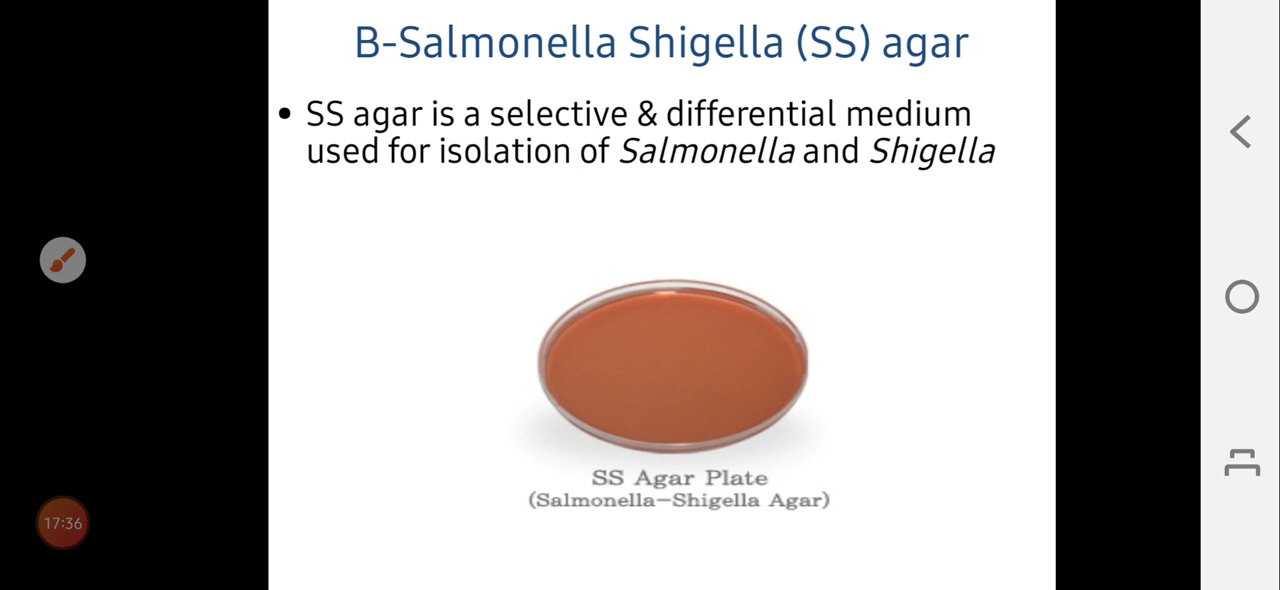 B-Salmonella Shigella (SS) agar
• SS agar is a selective & differential medium
used for isolation of Salmonella and Shigella
SS Agar Plate
(Salmonella-Shigella Agar)
17:36